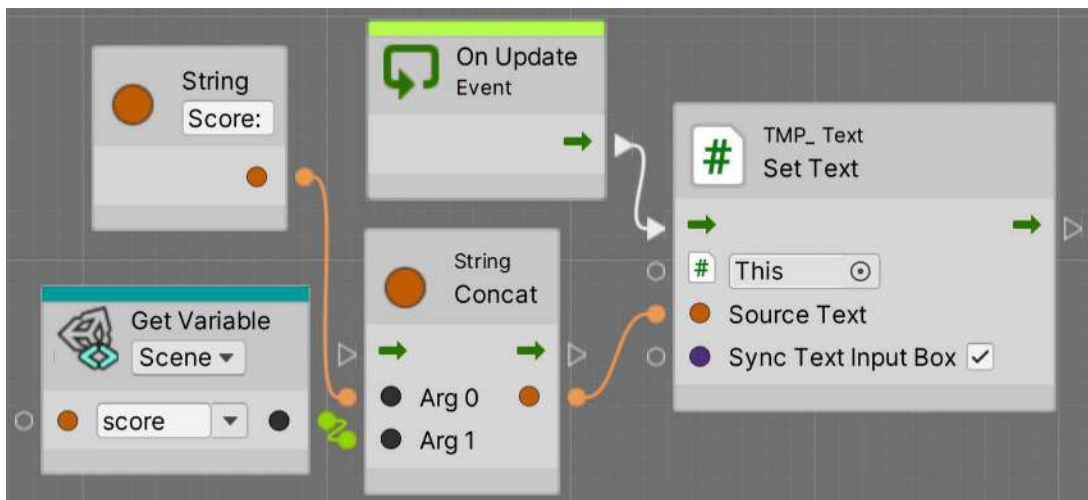 String
Score:
On Update
Event
TMP_ Text
Set Text
This
Source Text
Sync Text Input Box
String
Concat
Arg 0
Arg 1
Get Variable
Scene
score